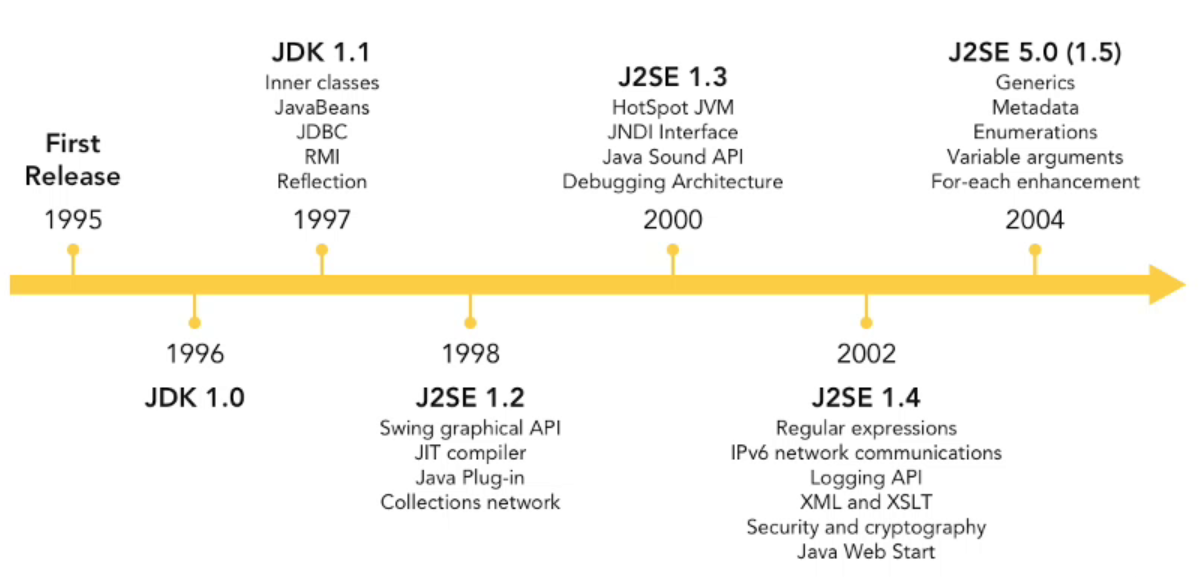 First
Release
1995
1996
JDK 1.0
JDK 1.1
Inner classes
JavaBeans
JDBC
RMI
Reflection
1997
1998
J2SE 1.2
Swing graphical API
JIT compiler
Java Plug-in
Collections network
J2SE 1.3
HotSpot JVM
JNDI Interface
Java Sound API
Debugging Architecture
2000
2002
J2SE 1.4
Regular expressions
IPv6 network communications
Logging API
XML and XSLT
Security and cryptography
Java Web Start
J2SE 5.0 (1.5)
Generics
Metadata
Enumerations
Variable arguments
For-each enhancement
2004